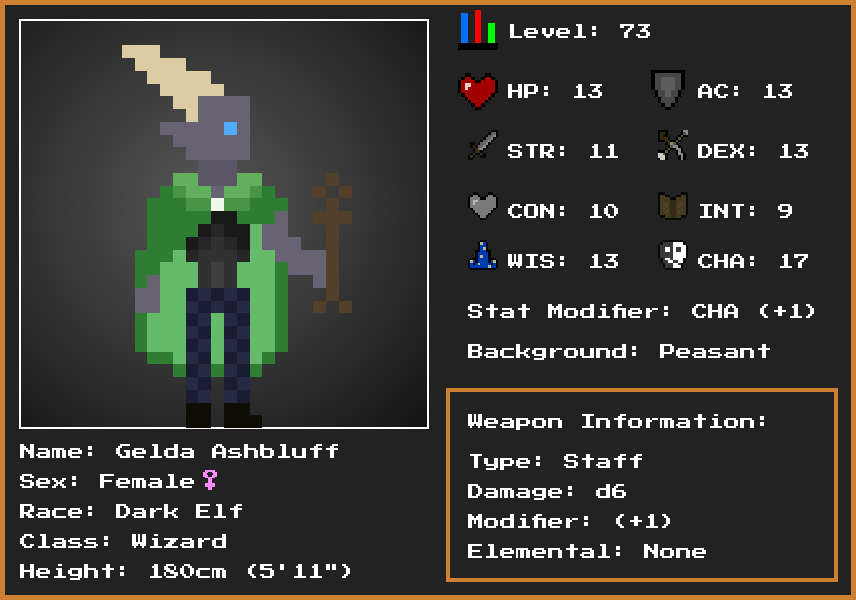 Level: 73
HP: 13
AC: 13
STR: 11
DEX: 13
CON: 10
INT: 9
WIS: 13
CHA: 17
Stat Modifier: CHA (+1)
Background: Peasant
Weapon Information:
Type: Staff
Damage: d6
Modifier: (+1)
Elemental: None
Name: Gelda Ashbluff
Sex: Female♀
Race: Dark Elf
Class: Wizard
Height: 180cm (5'11")